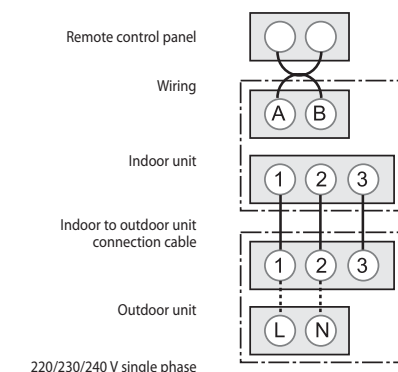 Remote control panel
Wiring
A B
Indoor unit
1 2 3
Indoor to outdoor unit
connection cable
1 2 3
Outdoor unit
L N
220/230/240 V single phase